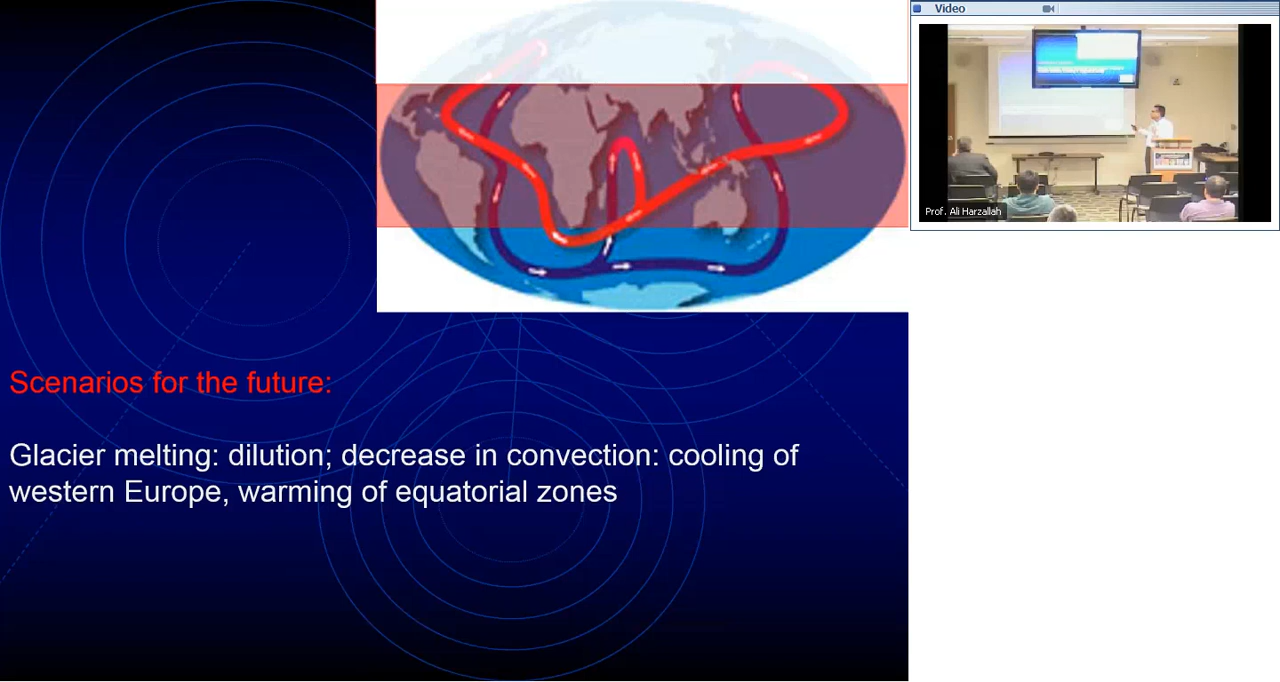 Video
Prof. Ali Harzallah
Scenarios for the future:
Glacier melting: dilution; decrease in convection: cooling of
western Europe, warming of equatorial zones